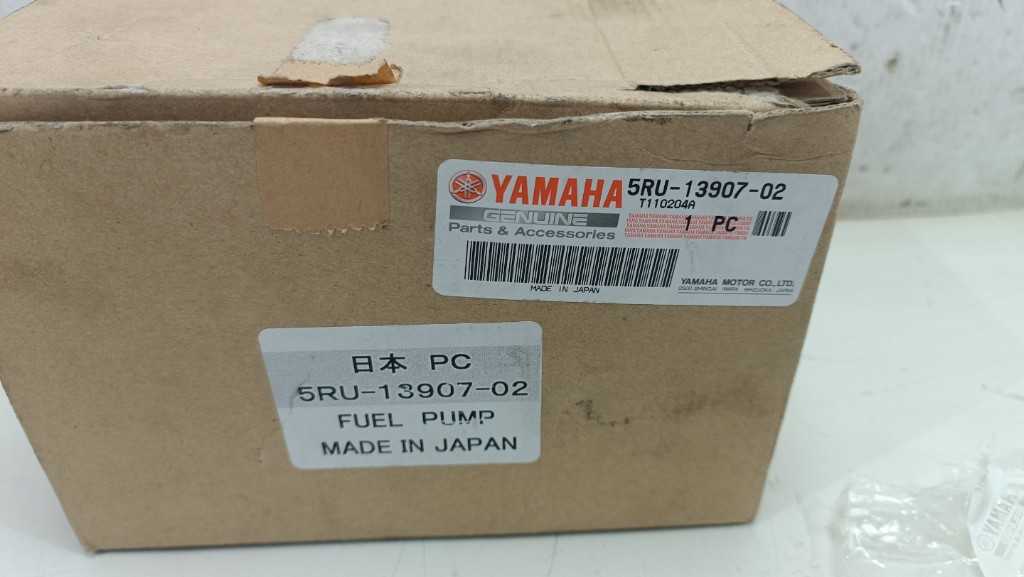 YAMAHA
GENUINE
Parts & Accessories
5RU-13907-02
T110204A
1 PC
MADE IN JAPAN
YAMAHA MOTOR CO., LTD.
日本 PC
5RU-13907-02
FUEL PUMP
MADE IN JAPAN
YAMAHA